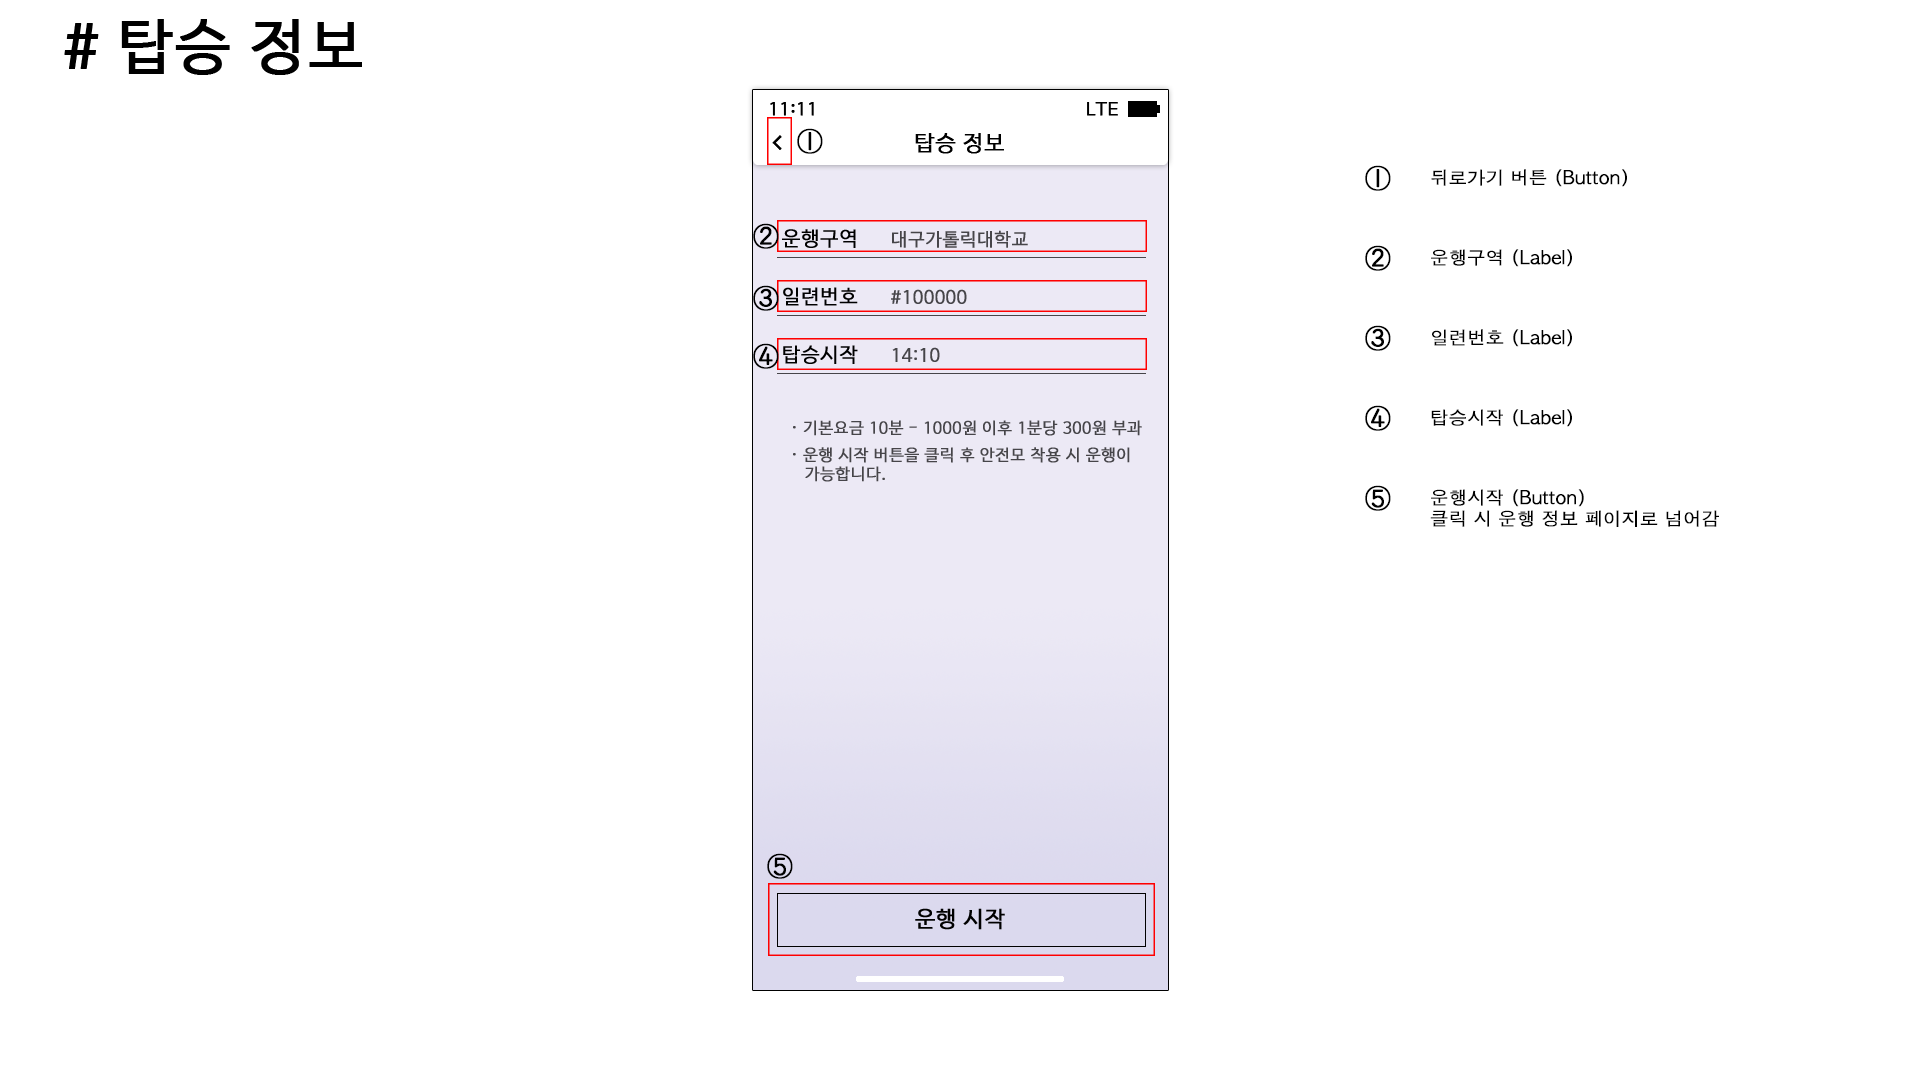 # 탑승 정보
11:11 LTE
< ① 탑승 정보
② 운행구역 대구가톨릭대학교
③ 일련번호 #100000
④ 탑승시작 14:10
· 기본요금 10분 - 1000원 이후 1분당 300원 부과
· 운행 시작 버튼을 클릭 후 안전모 착용 시 운행이
가능합니다.
⑤
운행 시작
① 뒤로가기 버튼 (Button)
② 운행구역 (Label)
③ 일련번호 (Label)
④ 탑승시작 (Label)
⑤ 운행시작 (Button)
클릭 시 운행 정보 페이지로 넘어감